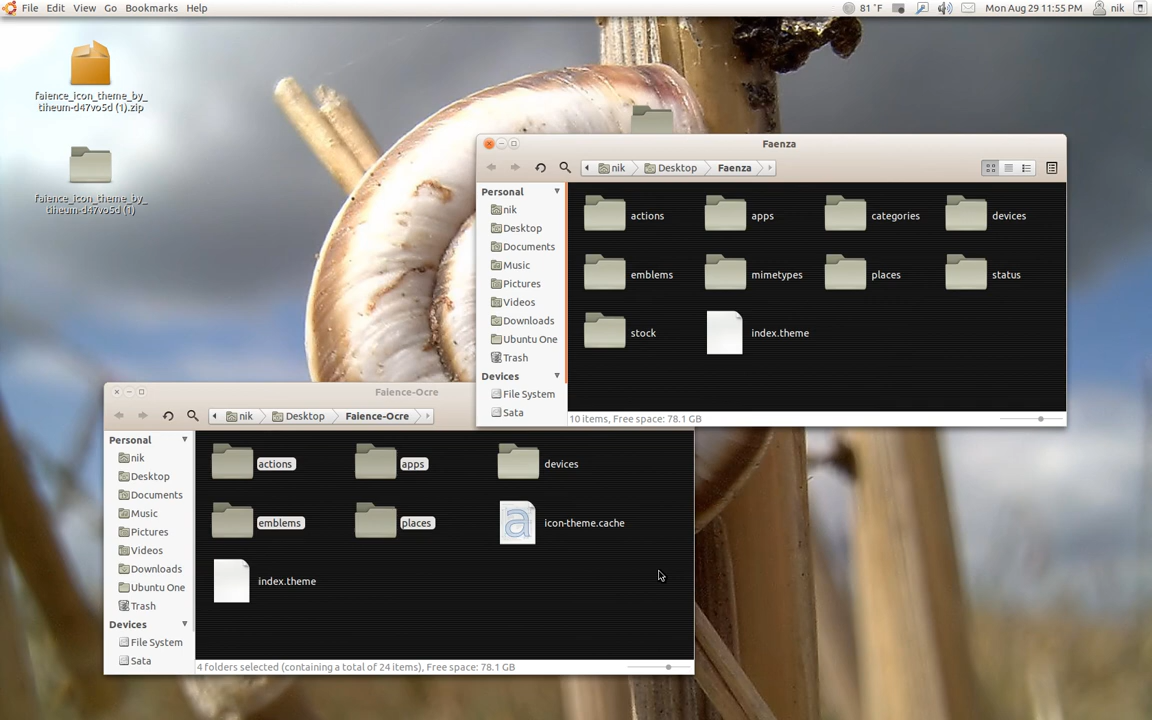 File Edit View Go Bookmarks Help
81 °F
Mon Aug 29 11:55 PM
nik
faience_icon_theme_by_
tiheum-d47vo5d (1).zip
faience_icon_theme_by_
tiheum-d47vo5d (1)
Faenza
nik Desktop Faenza
Personal
nik
Desktop
Documents
Music
Pictures
Videos
Downloads
Ubuntu One
Trash
Devices
File System
Sata
actions apps categories devices
emblems mimetypes places status
stock index.theme
10 items, Free space: 78.1 GB
Faience-Ocre
nik Desktop Faience-Ocre
Personal
nik
Desktop
Documents
Music
Pictures
Videos
Downloads
Ubuntu One
Trash
Devices
File System
Sata
actions apps devices
emblems places icon-theme.cache
a
index.theme
4 folders selected (containing a total of 24 items), Free space: 78.1 GB